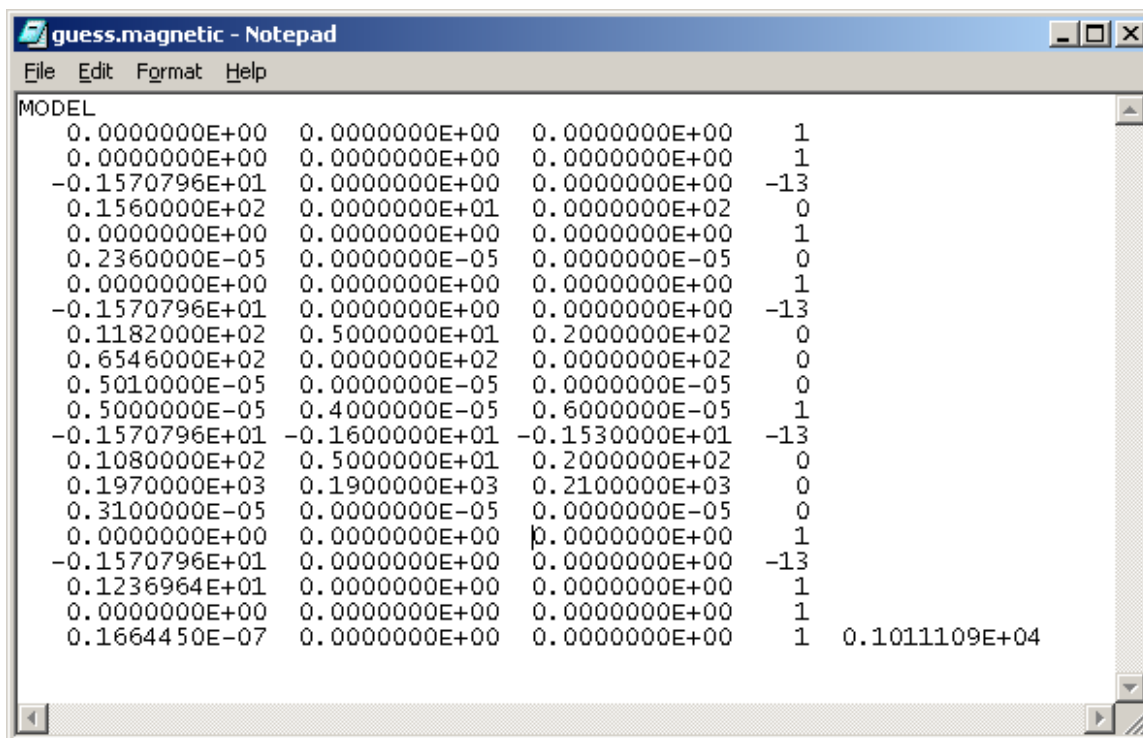 guess.magnetic - Notepad
File Edit Format Help
MODEL
0.0000000E+00 0.0000000E+00 0.0000000E+00 1
0.0000000E+00 0.0000000E+00 0.0000000E+00 1
-0.1570796E+01 0.0000000E+00 0.0000000E+00 -13
0.1560000E+02 0.0000000E+01 0.0000000E+02 0
0.0000000E+00 0.0000000E+00 0.0000000E+00 1
0.2360000E-05 0.0000000E-05 0.0000000E-05 0
0.0000000E+00 0.0000000E+00 0.0000000E+00 1
-0.1570796E+01 0.0000000E+00 0.0000000E+00 -13
0.1182000E+02 0.5000000E+01 0.2000000E+02 0
0.6546000E+02 0.0000000E+02 0.0000000E+02 0
0.5010000E-05 0.0000000E-05 0.0000000E-05 0
0.5000000E-05 0.4000000E-05 0.6000000E-05 1
-0.1570796E+01 -0.1600000E+01 -0.1530000E+01 -13
0.1080000E+02 0.5000000E+01 0.2000000E+02 0
0.1970000E+03 0.1900000E+03 0.2100000E+03 0
0.3100000E-05 0.0000000E-05 0.0000000E-05 0
0.0000000E+00 0.0000000E+00 0.0000000E+00 1
-0.1570796E+01 0.0000000E+00 0.0000000E+00 -13
0.1236964E+01 0.0000000E+00 0.0000000E+00 1
0.0000000E+00 0.0000000E+00 0.0000000E+00 1
0.1664450E-07 0.0000000E+00 0.0000000E+00 1 0.1011109E+04